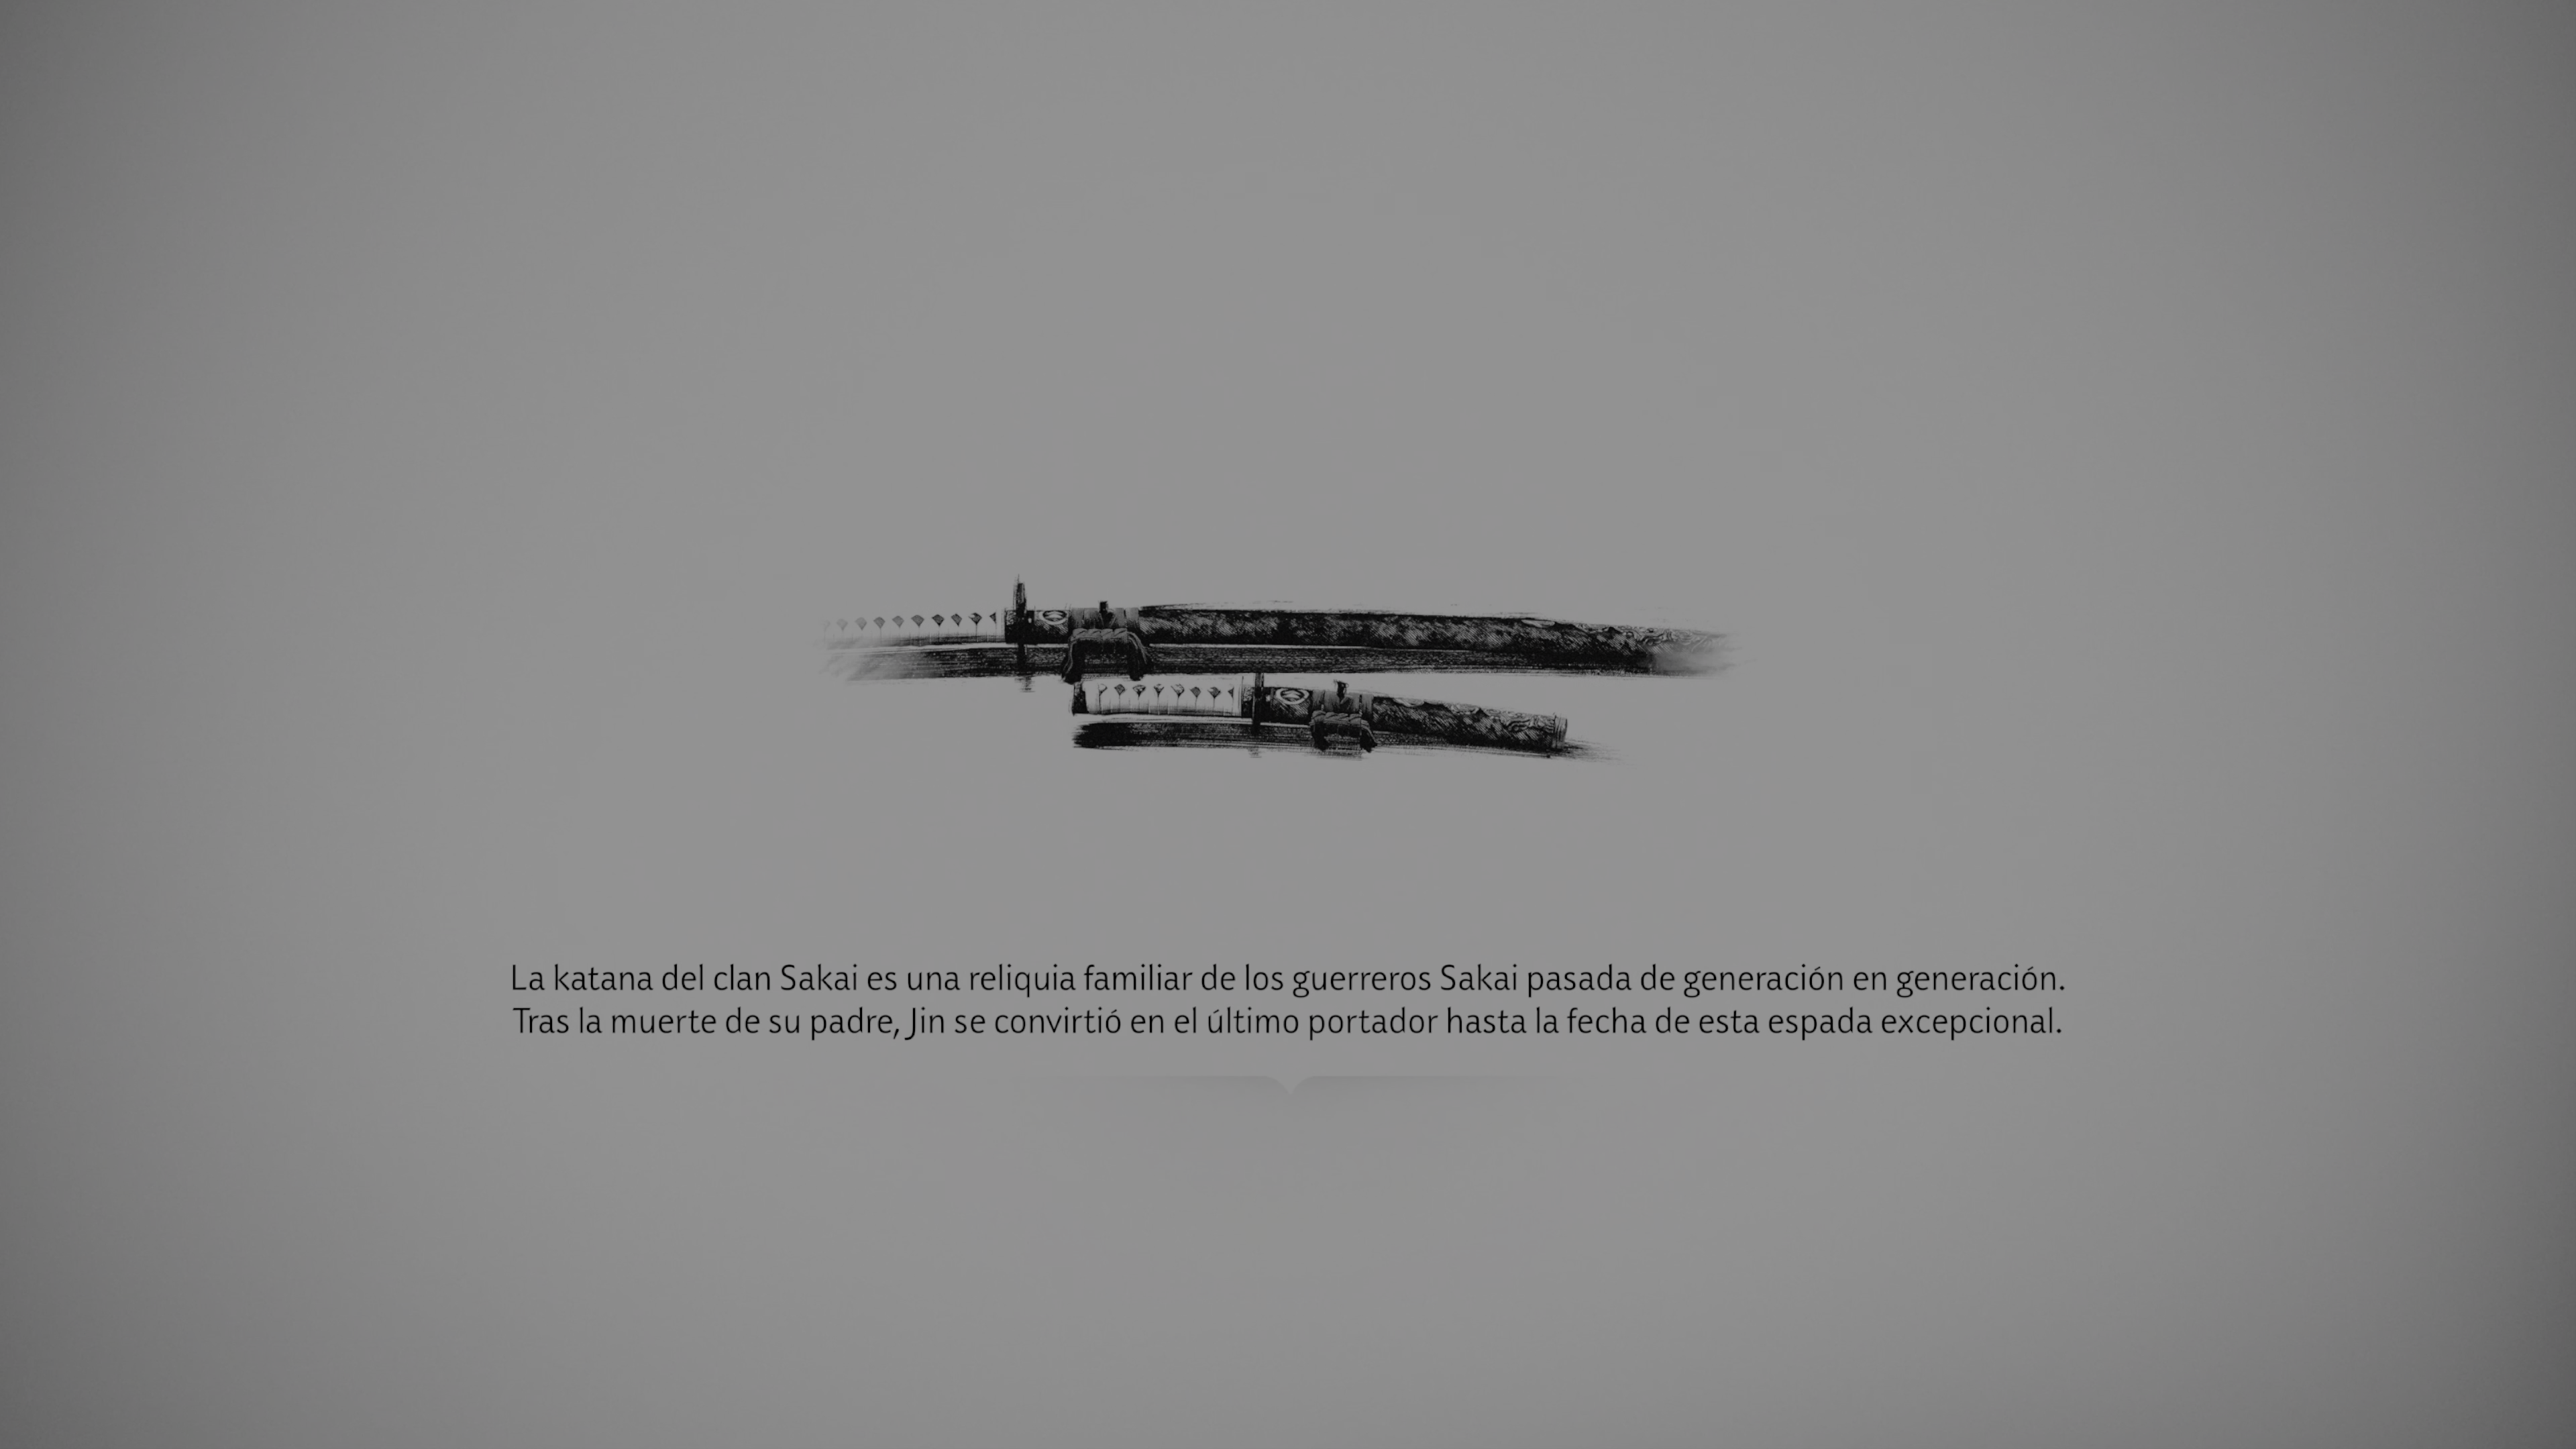 La katana del clan Sakai es una reliquia familiar de los guerreros Sakai pasada de generación en generación.
Tras la muerte de su padre, Jin se convirtió en el último portador hasta la fecha de esta espada excepcional.